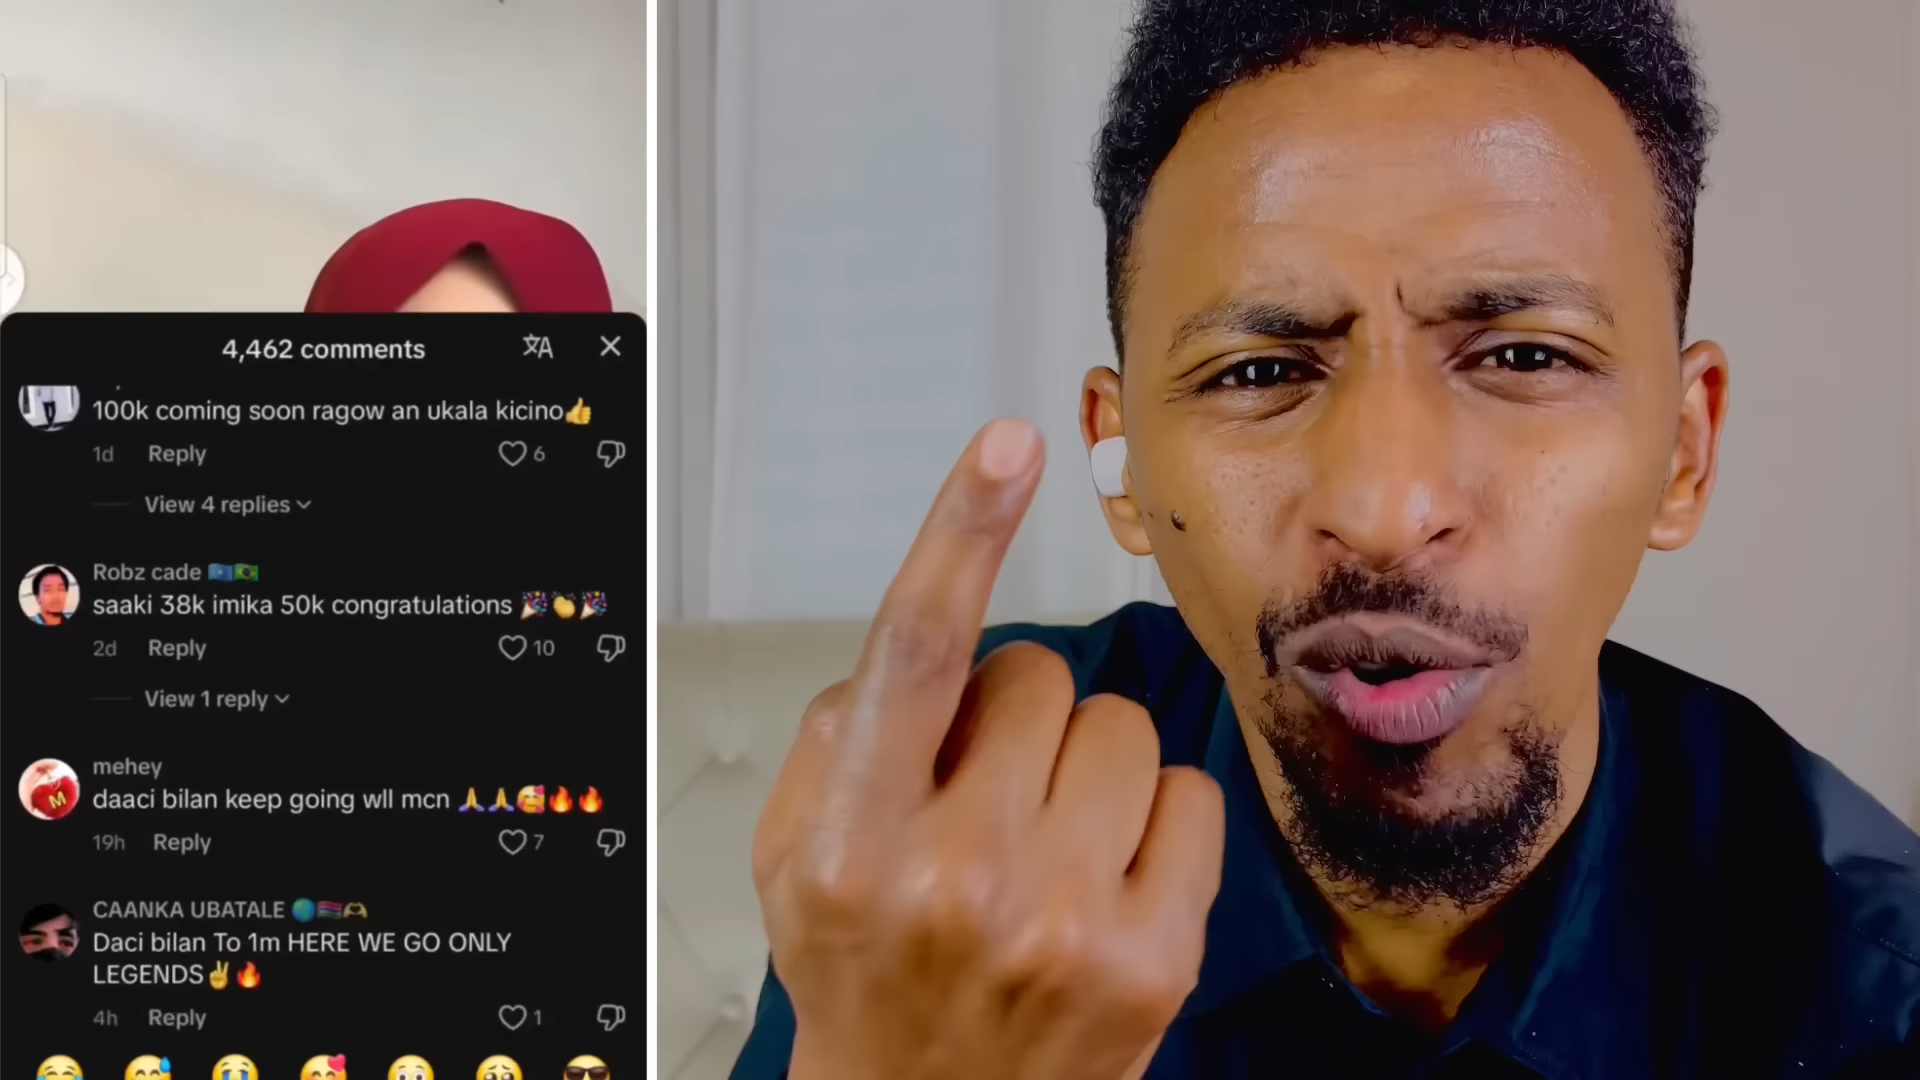 4,462 comments
100k coming soon ragow an ukala kicino👍
1d Reply 6
View 4 replies
Robz cade 🇸🇴🇧🇷
saaki 38k imika 50k congratulations 🎉👏🎉
2d Reply 10
View 1 reply
mehey
M
daaci bilan keep going wll mcn 🙏🙏🥰🔥🔥
19h Reply 7
CAANKA UBATALE 🌍🇬🇲🫶
Daci bilan To 1m HERE WE GO ONLY
LEGENDS✌️🔥
4h Reply 1